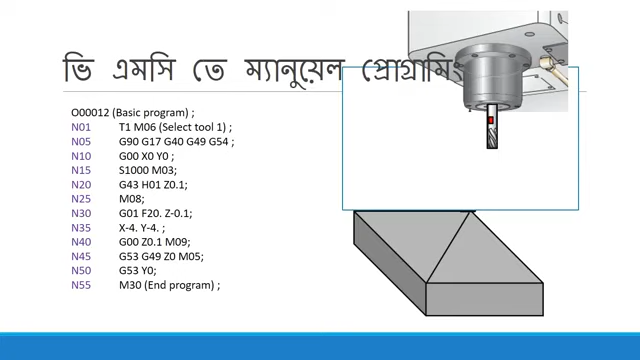 ভি এমসি তে ম্যানুয়েল প্রোগ্রামিং
O00012 (Basic program) ;
N01 T1 M06 (Select tool 1) ;
N05 G90 G17 G40 G49 G54 ;
N10 G00 X0 Y0 ;
N15 S1000 M03;
N20 G43 H01 Z0.1;
N25 M08;
N30 G01 F20. Z-0.1;
N35 X-4. Y-4. ;
N40 G00 Z0.1 M09;
N45 G53 G49 Z0 M05;
N50 G53 Y0;
N55 M30 (End program) ;